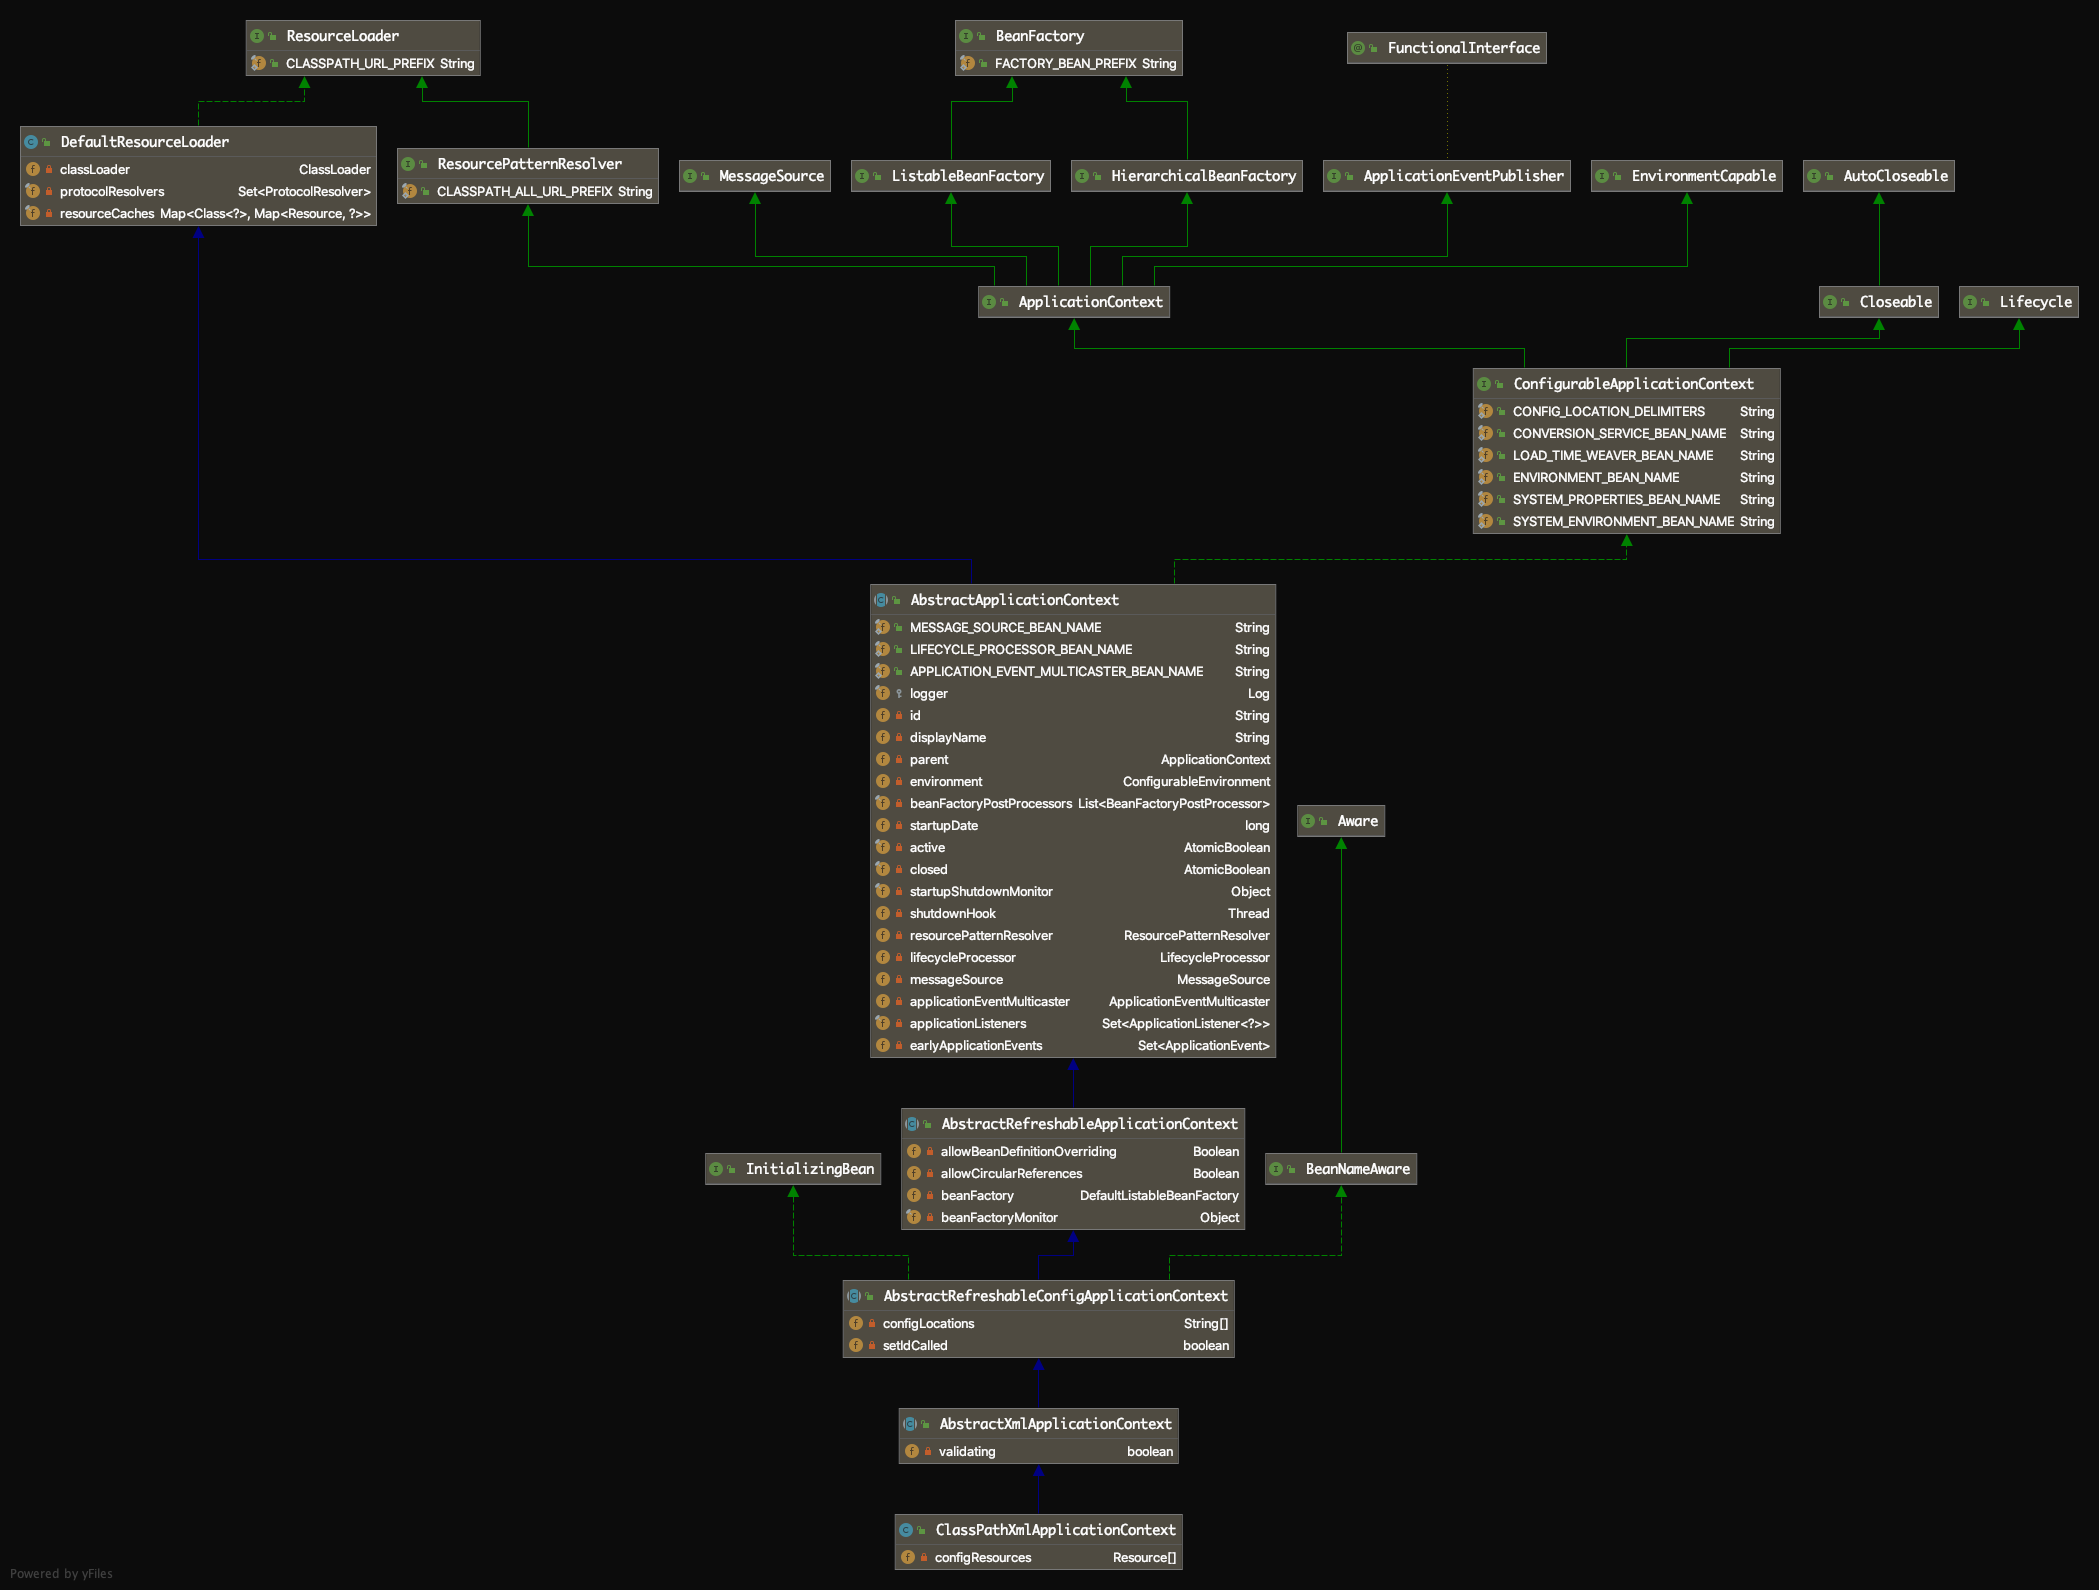 ResourceLoader
CLASSPATH_URL_PREFIX String
BeanFactory
FACTORY_BEAN_PREFIX String
FunctionalInterface
DefaultResourceLoader
classLoader ClassLoader
protocolResolvers Set<ProtocolResolver>
resourceCaches Map<Class<?>, Map<Resource, ?>>
ResourcePatternResolver
CLASSPATH_ALL_URL_PREFIX String
MessageSource
ListableBeanFactory
HierarchicalBeanFactory
ApplicationEventPublisher
EnvironmentCapable
AutoCloseable
ApplicationContext
Closeable
Lifecycle
ConfigurableApplicationContext
CONFIG_LOCATION_DELIMITERS String
CONVERSION_SERVICE_BEAN_NAME String
LOAD_TIME_WEAVER_BEAN_NAME String
ENVIRONMENT_BEAN_NAME String
SYSTEM_PROPERTIES_BEAN_NAME String
SYSTEM_ENVIRONMENT_BEAN_NAME String
AbstractApplicationContext
MESSAGE_SOURCE_BEAN_NAME String
LIFECYCLE_PROCESSOR_BEAN_NAME String
APPLICATION_EVENT_MULTICASTER_BEAN_NAME String
logger Log
id String
displayName String
parent ApplicationContext
environment ConfigurableEnvironment
beanFactoryPostProcessors List<BeanFactoryPostProcessor>
startupDate long
active AtomicBoolean
closed AtomicBoolean
startupShutdownMonitor Object
shutdownHook Thread
resourcePatternResolver ResourcePatternResolver
lifecycleProcessor LifecycleProcessor
messageSource MessageSource
applicationEventMulticaster ApplicationEventMulticaster
applicationListeners Set<ApplicationListener<?>>
earlyApplicationEvents Set<ApplicationEvent>
Aware
AbstractRefreshableApplicationContext
allowBeanDefinitionOverriding Boolean
allowCircularReferences Boolean
beanFactory DefaultListableBeanFactory
beanFactoryMonitor Object
InitializingBean
BeanNameAware
AbstractRefreshableConfigApplicationContext
configLocations String[]
setIdCalled boolean
AbstractXmlApplicationContext
validating boolean
ClassPathXmlApplicationContext
configResources Resource[]
Powered by yFiles